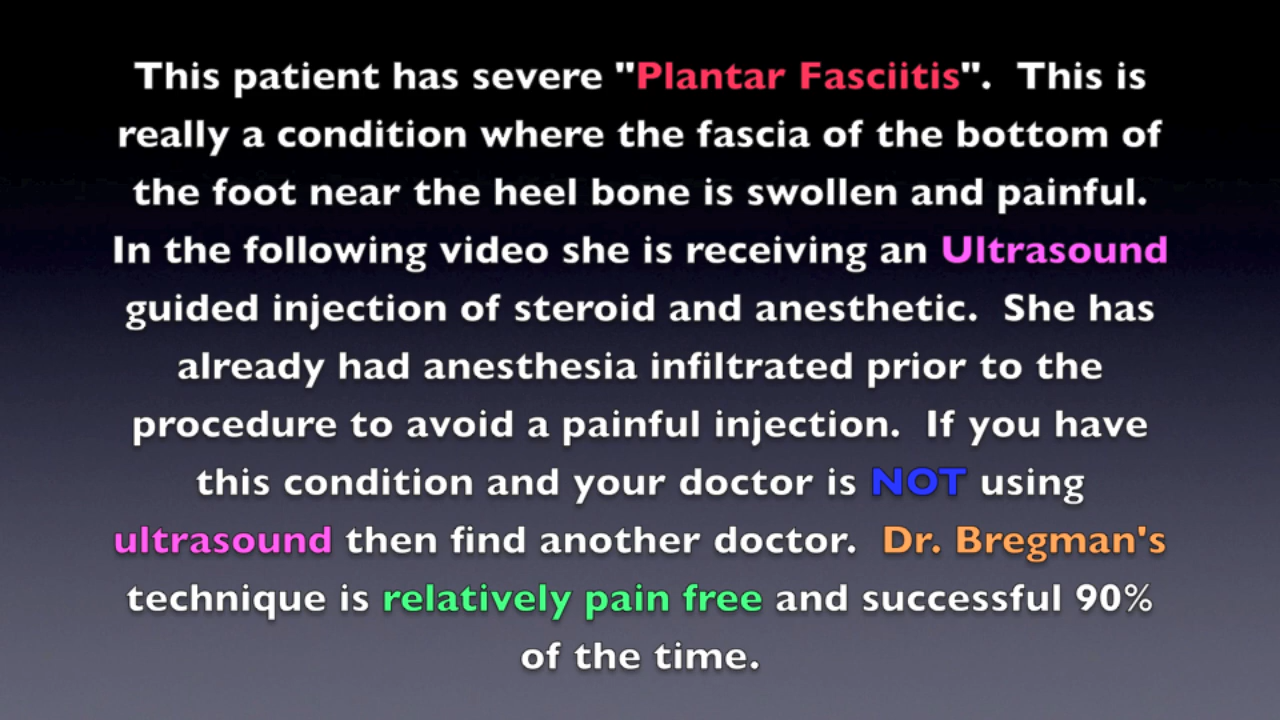 This patient has severe "Plantar Fasciitis".  This is
really a condition where the fascia of the bottom of
the foot near the heel bone is swollen and painful.
In the following video she is receiving an Ultrasound
guided injection of steroid and anesthetic.  She has
already had anesthesia infiltrated prior to the
procedure to avoid a painful injection.  If you have
this condition and your doctor is NOT using
ultrasound then find another doctor.  Dr. Bregman's
technique is relatively pain free and successful 90%
of the time.